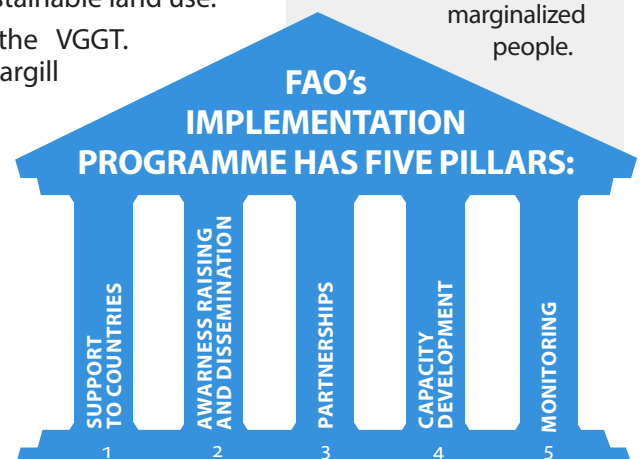 stainable land use.
the VGGT.
argill
marginalized
people.
FAO's
IMPLEMENTATION
PROGRAMME HAS FIVE PILLARS:
SUPPORT
TO COUNTRIES
AWARNESS RAISING
AND DISSEMINATION
PARTNERSHIPS
CAPACITY
DEVELOPMENT
MONITORING
1 2 3 4 5